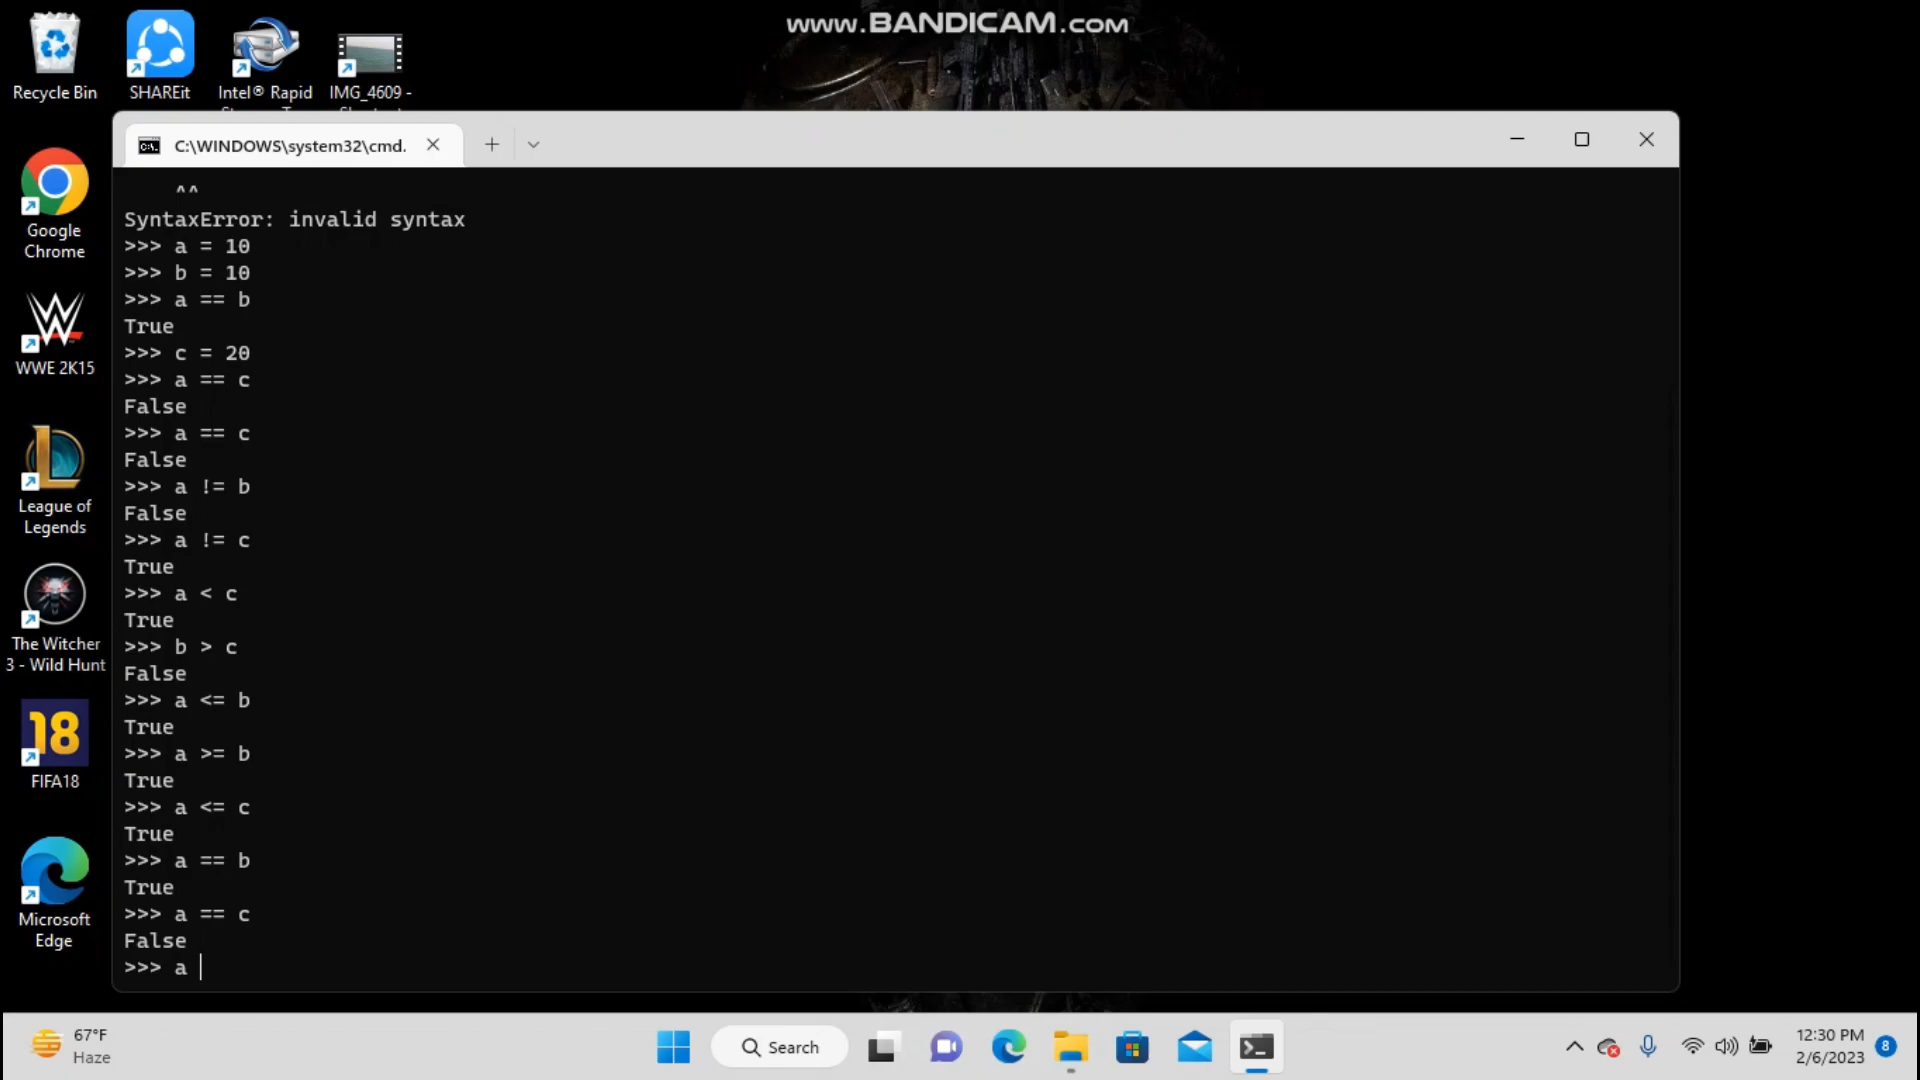 www.BANDICAM.com
Recycle Bin
SHAREit
Intel® Rapid
IMG_4609 -
C:\WINDOWS\system32\cmd.
^^
SyntaxError: invalid syntax
>>> a = 10
>>> b = 10
>>> a == b
True
>>> c = 20
>>> a == c
False
>>> a == c
False
>>> a != b
False
>>> a != c
True
>>> a < c
True
>>> b > c
False
>>> a <= b
True
>>> a >= b
True
>>> a <= c
True
>>> a == b
True
>>> a == c
False
>>> a
Google
Chrome
WWE 2K15
League of
Legends
The Witcher
3 - Wild Hunt
18
FIFA18
Microsoft
Edge
67°F
Haze
Search
12:30 PM
2/6/2023
8